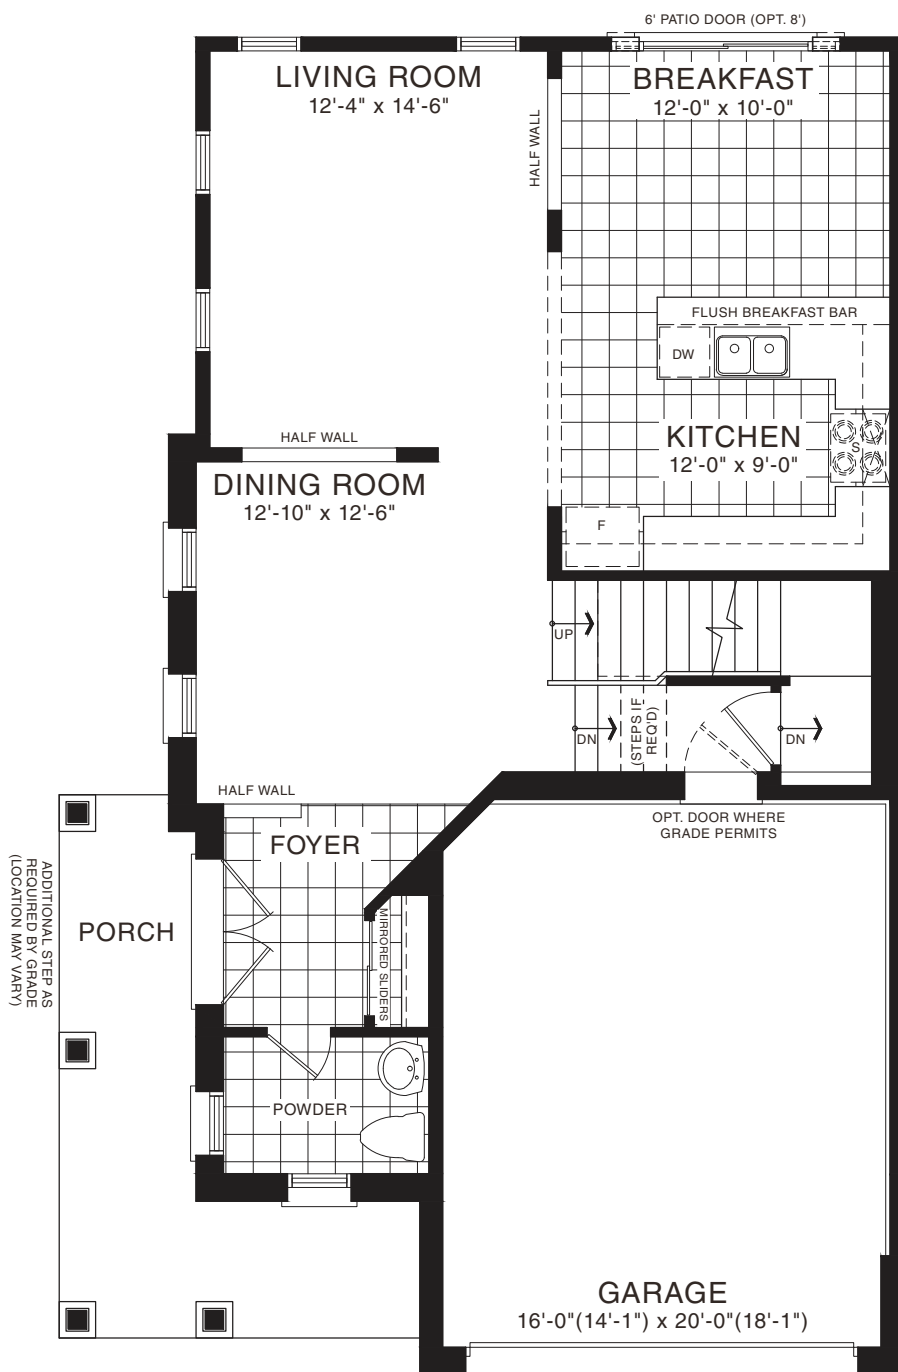 6' PATIO DOOR (OPT. 8')
LIVING ROOM
12'-4" x 14'-6"
BREAKFAST
12'-0" x 10'-0"
HALF WALL
FLUSH BREAKFAST BAR
DW
KITCHEN
12'-0" x 9'-0"
S
F
HALF WALL
DINING ROOM
12'-10" x 12'-6"
UP
DN
(STEPS IF
REQ'D)
DN
HALF WALL
OPT. DOOR WHERE
GRADE PERMITS
FOYER
PORCH
ADDITIONAL STEP AS
REQUIRED BY GRADE
(LOCATION MAY VARY)
MIRRORED SLIDERS
POWDER
GARAGE
16'-0"(14'-1") x 20'-0"(18'-1")